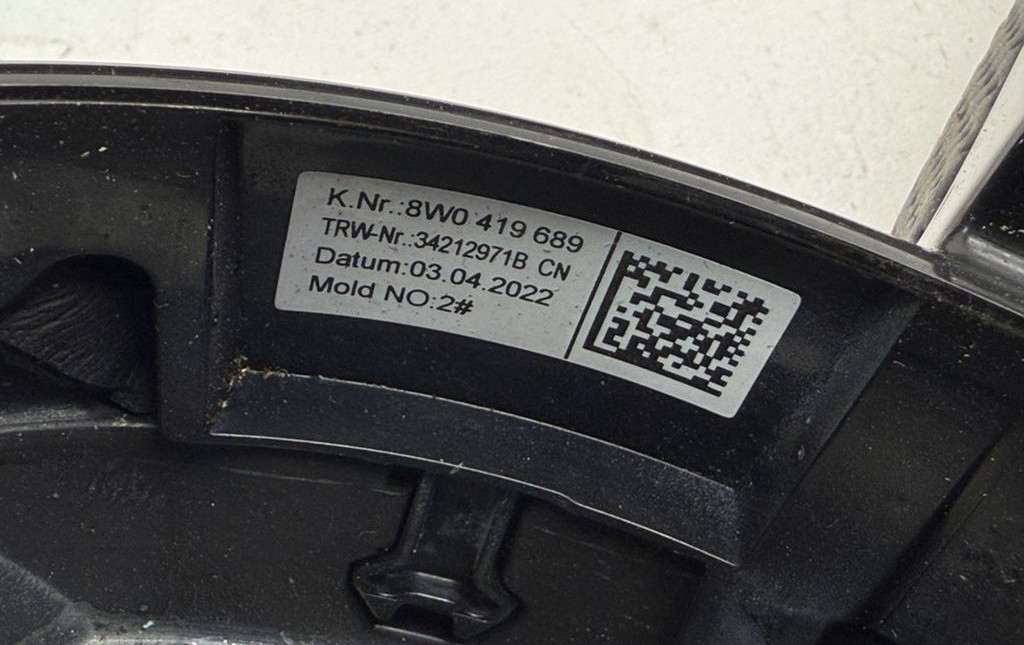 K.Nr.:8W0 419 689
TRW-Nr.:34212971B CN
Datum:03.04.2022
Mold NO:2#